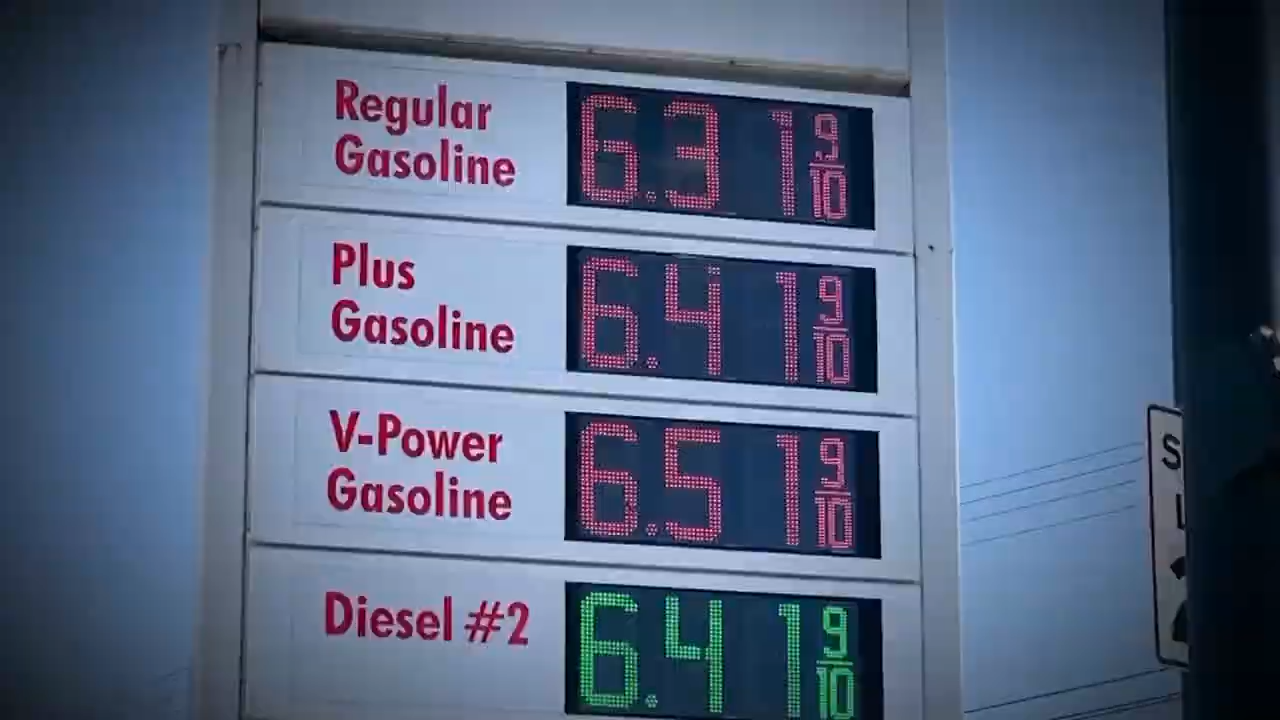 Regular
Gasoline
6.31 9/10
Plus
Gasoline
6.41 9/10
V-Power
Gasoline
6.51 9/10
Diesel #2
6.41 9/10
S
L